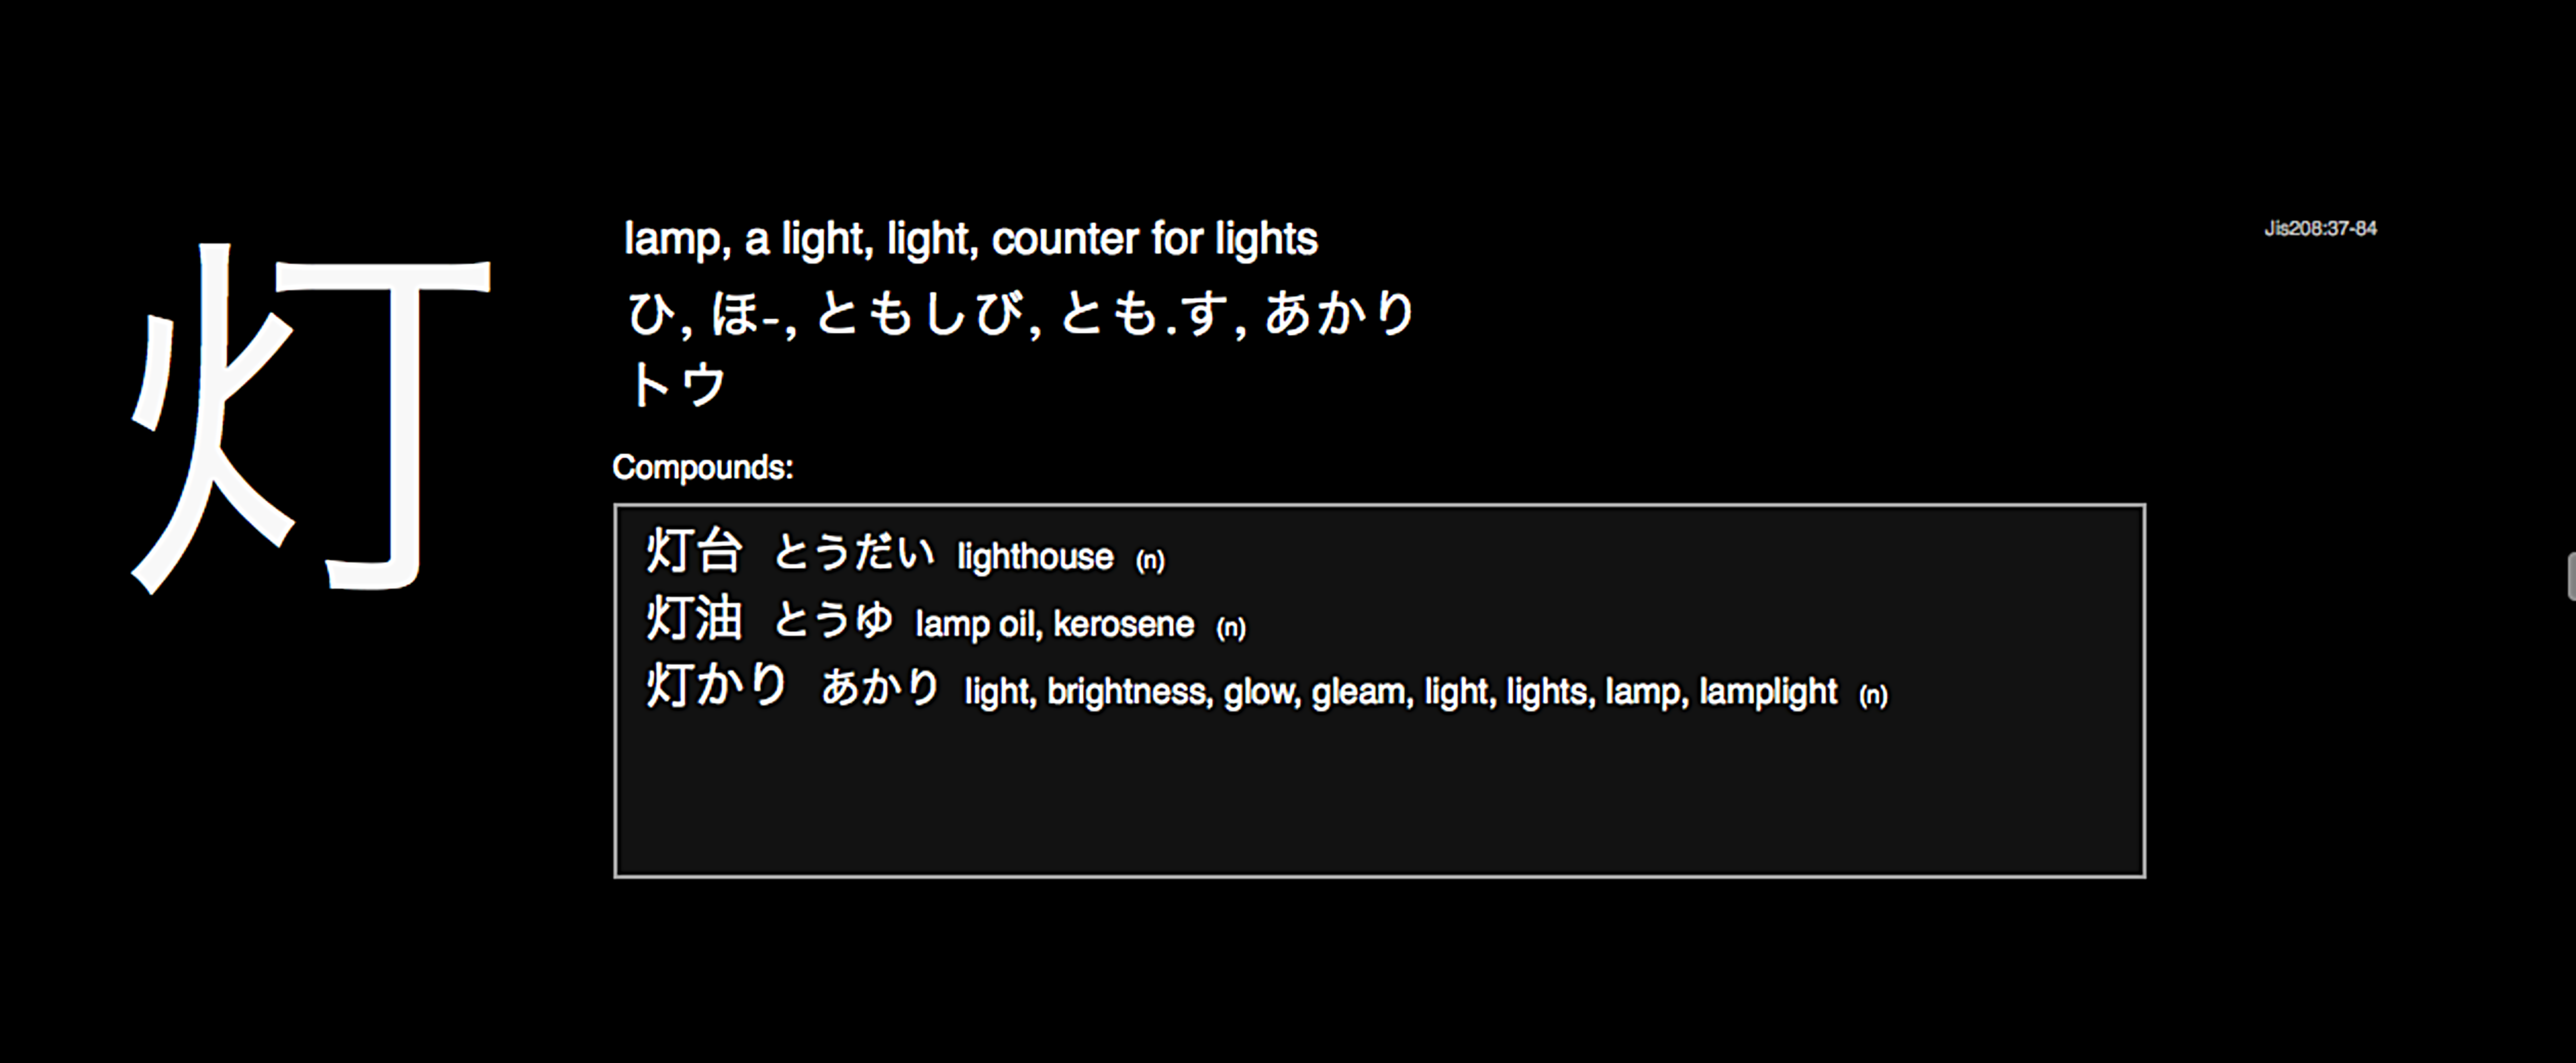 灯
lamp, a light, light, counter for lights
Jis208:37-84
ひ, ほ-, ともしび, とも.す, あかり
トウ
Compounds:
灯台 とうだい lighthouse (n)
灯油 とうゆ lamp oil, kerosene (n)
灯かり あかり light, brightness, glow, gleam, light, lights, lamp, lamplight (n)